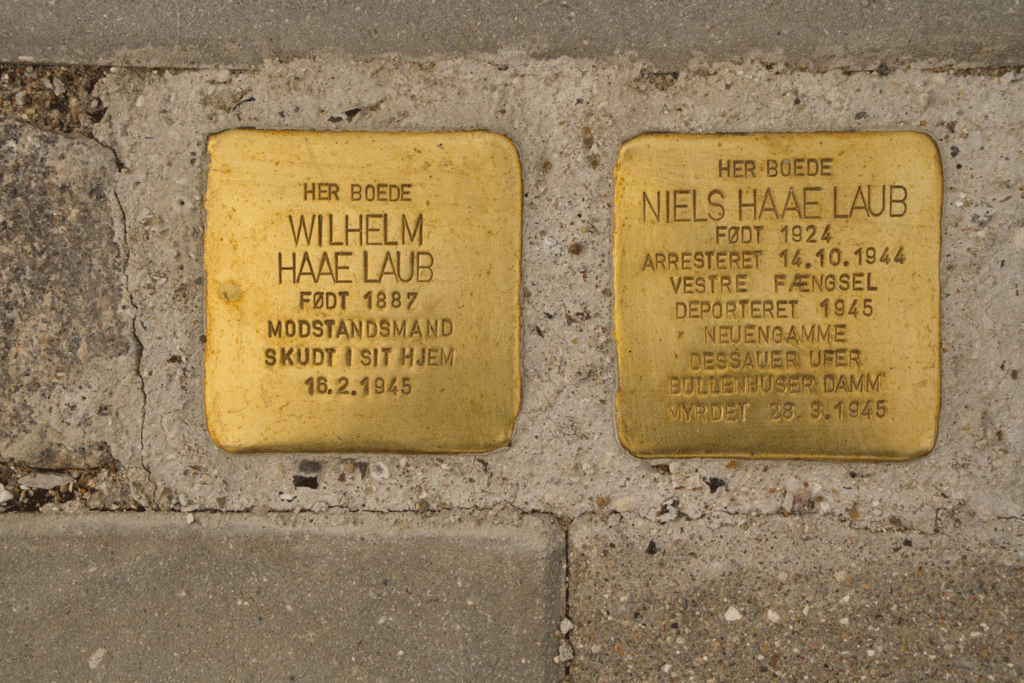 HER BOEDE
WILHELM
HAAE LAUB
FØDT 1887
MODSTANDSMAND
SKUDT I SIT HJEM
16.2.1945
HER BOEDE
NIELS HAAE LAUB
FØDT 1924
ARRESTERET 14.10.1944
VESTRE FÆNGSEL
DEPORTERET 1945
NEUENGAMME
DESSAUER UFER
BULLENHUSER DAMM
MYRDET 28.3.1945